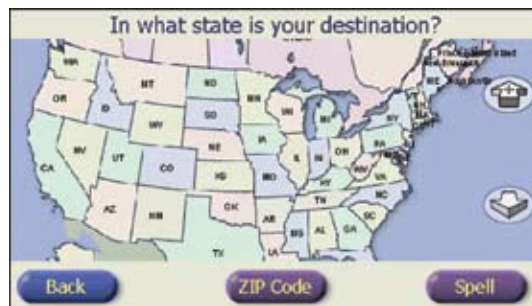 In what state is your destination?
WA
MT
ND
MN
OR
ID
SD
WI
MI
NY
ME
WY
NV
UT
CO
NE
IA
IL
IN
OH
PA
CA
KS
MO
KY
WV
VA
AZ
NM
OK
AR
TN
NC
SC
TX
LA
MS
AL
GA
Back
ZIP Code
Spell